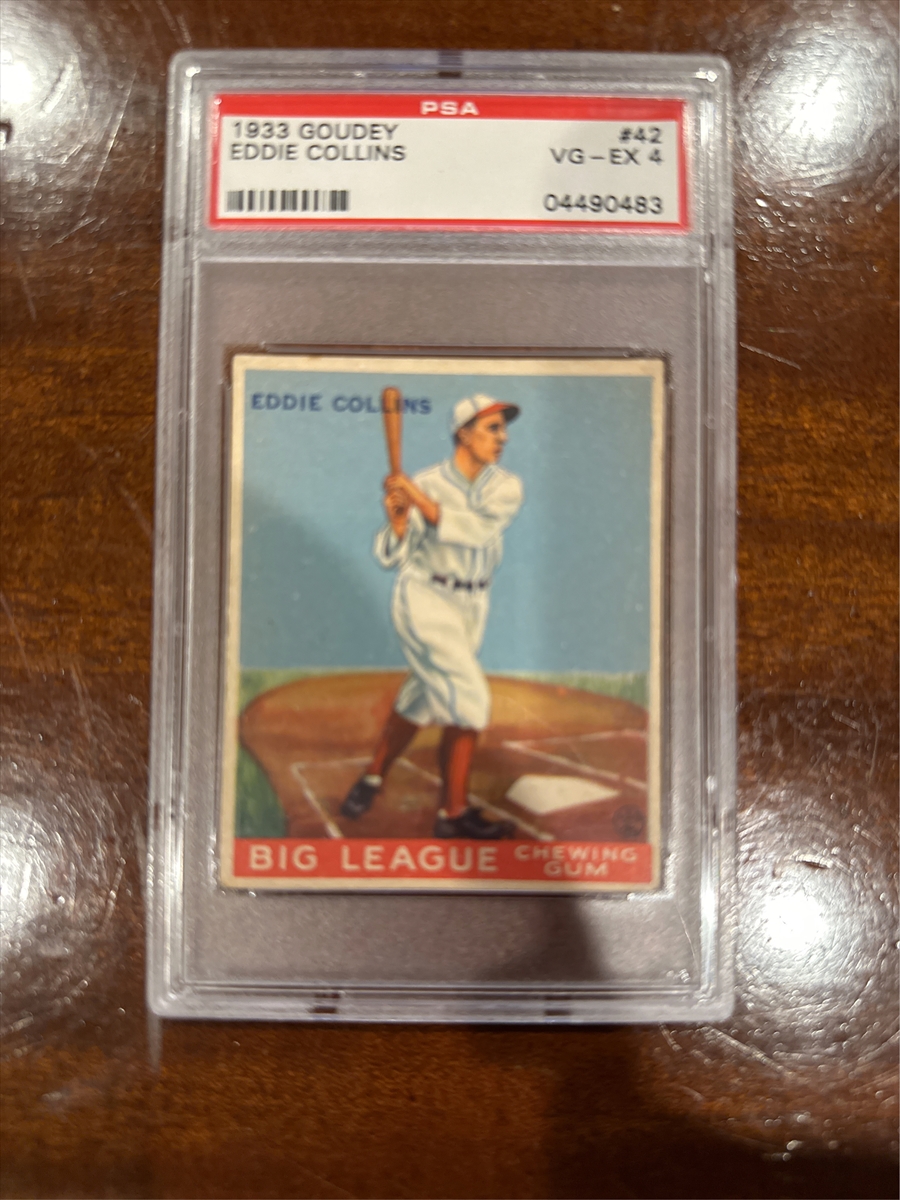 PSA
1933 GOUDEY #42
EDDIE COLLINS VG-EX 4
04490483
EDDIE COLLINS
BIG LEAGUE CHEWING GUM